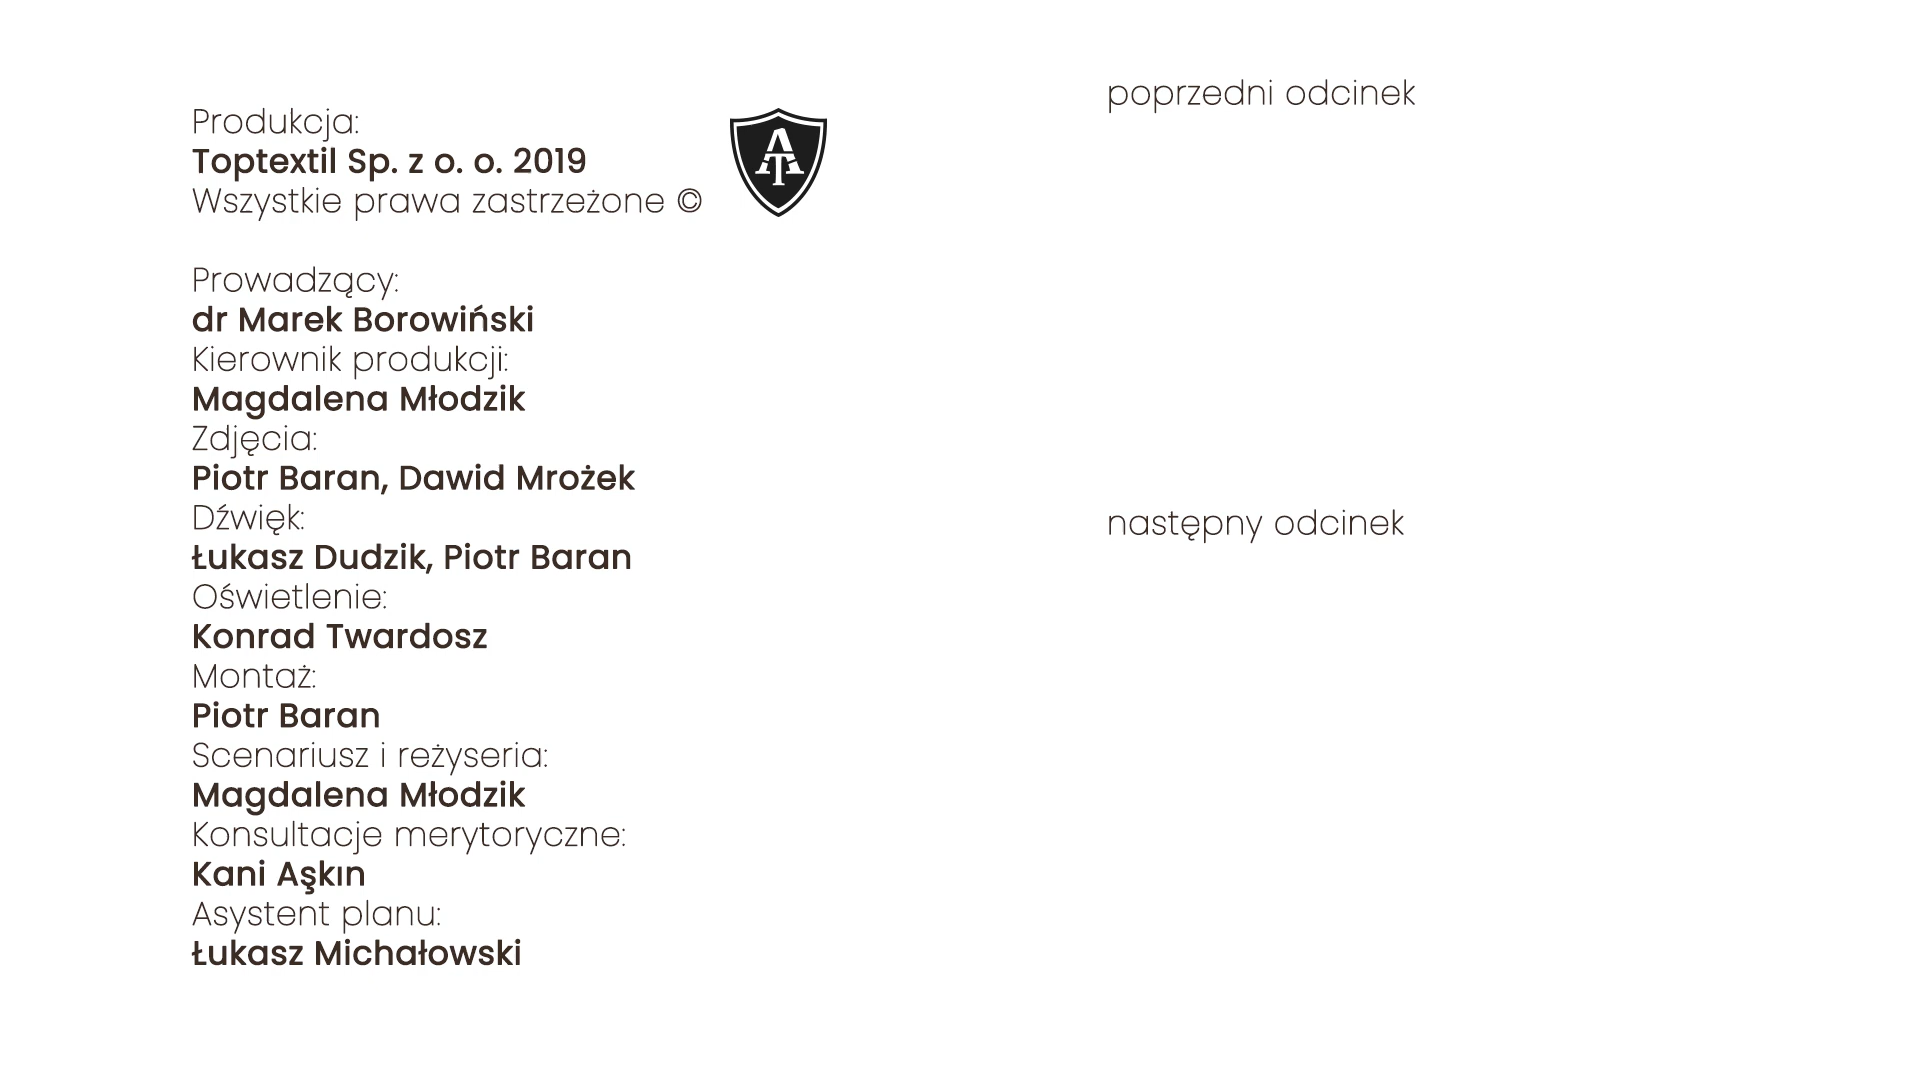 Produkcja:
Toptextil Sp. z o. o. 2019
Wszystkie prawa zastrzeżone ©
AT
Prowadzący:
dr Marek Borowiński
Kierownik produkcji:
Magdalena Młodzik
Zdjęcia:
Piotr Baran, Dawid Mrożek
Dźwięk:
Łukasz Dudzik, Piotr Baran
Oświetlenie:
Konrad Twardosz
Montaż:
Piotr Baran
Scenariusz i reżyseria:
Magdalena Młodzik
Konsultacje merytoryczne:
Kani Aşkın
Asystent planu:
Łukasz Michałowski
poprzedni odcinek
następny odcinek